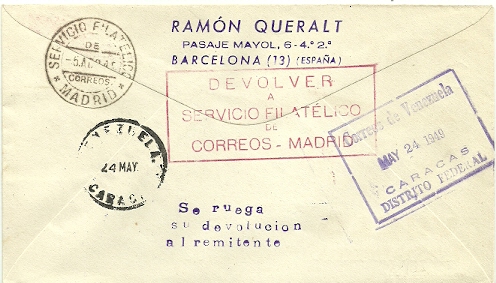 RAMÓN QUERALT
PASAJE MAYOL, 6-4.º 2.º
BARCELONA (13) (ESPAÑA)
SERVICIO FILATELICO
DE
CORREOS
MADRID
DEVOLVER
A
SERVICIO FILATÉLICO
DE
CORREOS - MADRID
Correos de Venezuela
MAY 24 1949
CARACAS
DISTRITO FEDERAL
24 MAY
Se ruega
su devolucion
al remitente